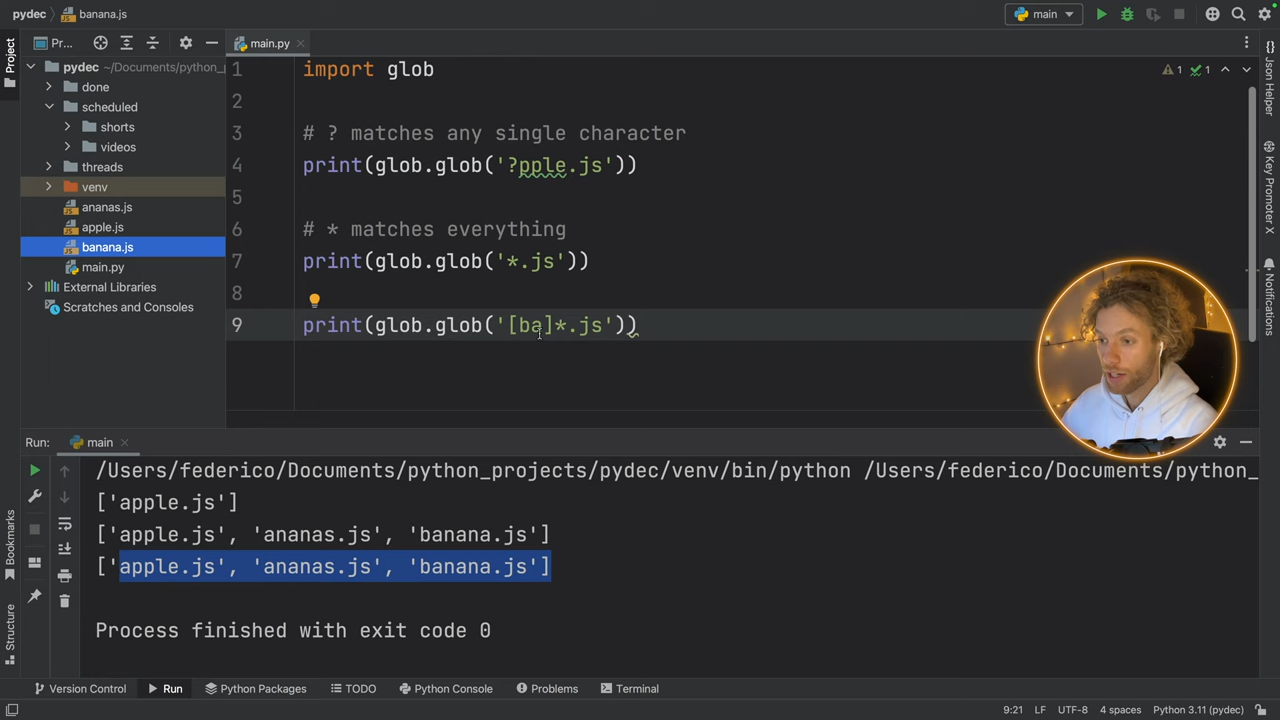 pydec
banana.js
main
Project
Pr...
main.py
pydec ~/Documents/python_
done
scheduled
shorts
videos
threads
venv
ananas.js
apple.js
banana.js
main.py
External Libraries
Scratches and Consoles
1 import glob
2
3 # ? matches any single character
4 print(glob.glob('?pple.js'))
5
6 # * matches everything
7 print(glob.glob('*.js'))
8
9 print(glob.glob('[ba]*.js'))
1 1
Json Helper
Key Promoter X
Notifications
Run: main
/Users/federico/Documents/python_projects/pydec/venv/bin/python /Users/federico/Documents/python_
['apple.js']
['apple.js', 'ananas.js', 'banana.js']
['apple.js', 'ananas.js', 'banana.js']
Process finished with exit code 0
Bookmarks
Structure
Version Control
Run
Python Packages
TODO
Python Console
Problems
Terminal
9:21 LF UTF-8 4 spaces Python 3.11 (pydec)